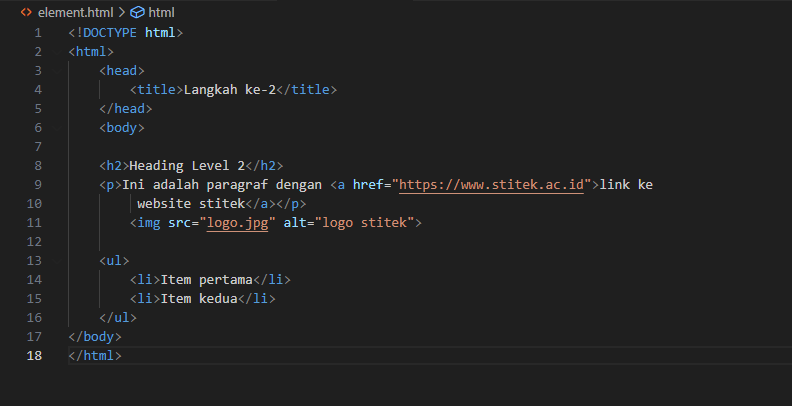 element.html > html
1 <!DOCTYPE html>
2 <html>
3     <head>
4         <title>Langkah ke-2</title>
5     </head>
6     <body>
7
8     <h2>Heading Level 2</h2>
9     <p>Ini adalah paragraf dengan <a href="https://www.stitek.ac.id">link ke
10          website stitek</a></p>
11         <img src="logo.jpg" alt="logo stitek">
12
13     <ul>
14         <li>Item pertama</li>
15         <li>Item kedua</li>
16     </ul>
17 </body>
18 </html>